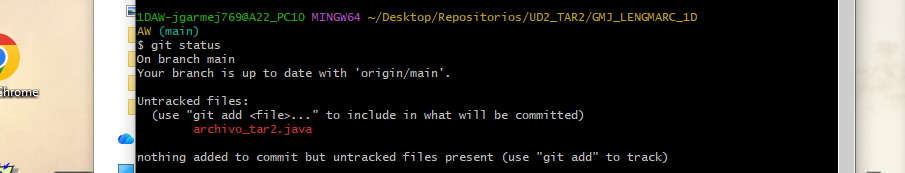 1DAW-jgarmej769@A22_PC10 MINGW64 ~/Desktop/Repositorios/UD2_TAR2/GMJ_LENGMARC_1D
AW (main)
$ git status
On branch main
Your branch is up to date with 'origin/main'.
Untracked files:
(use "git add <file>..." to include in what will be committed)
archivo_tar2.java
nothing added to commit but untracked files present (use "git add" to track)
hrome